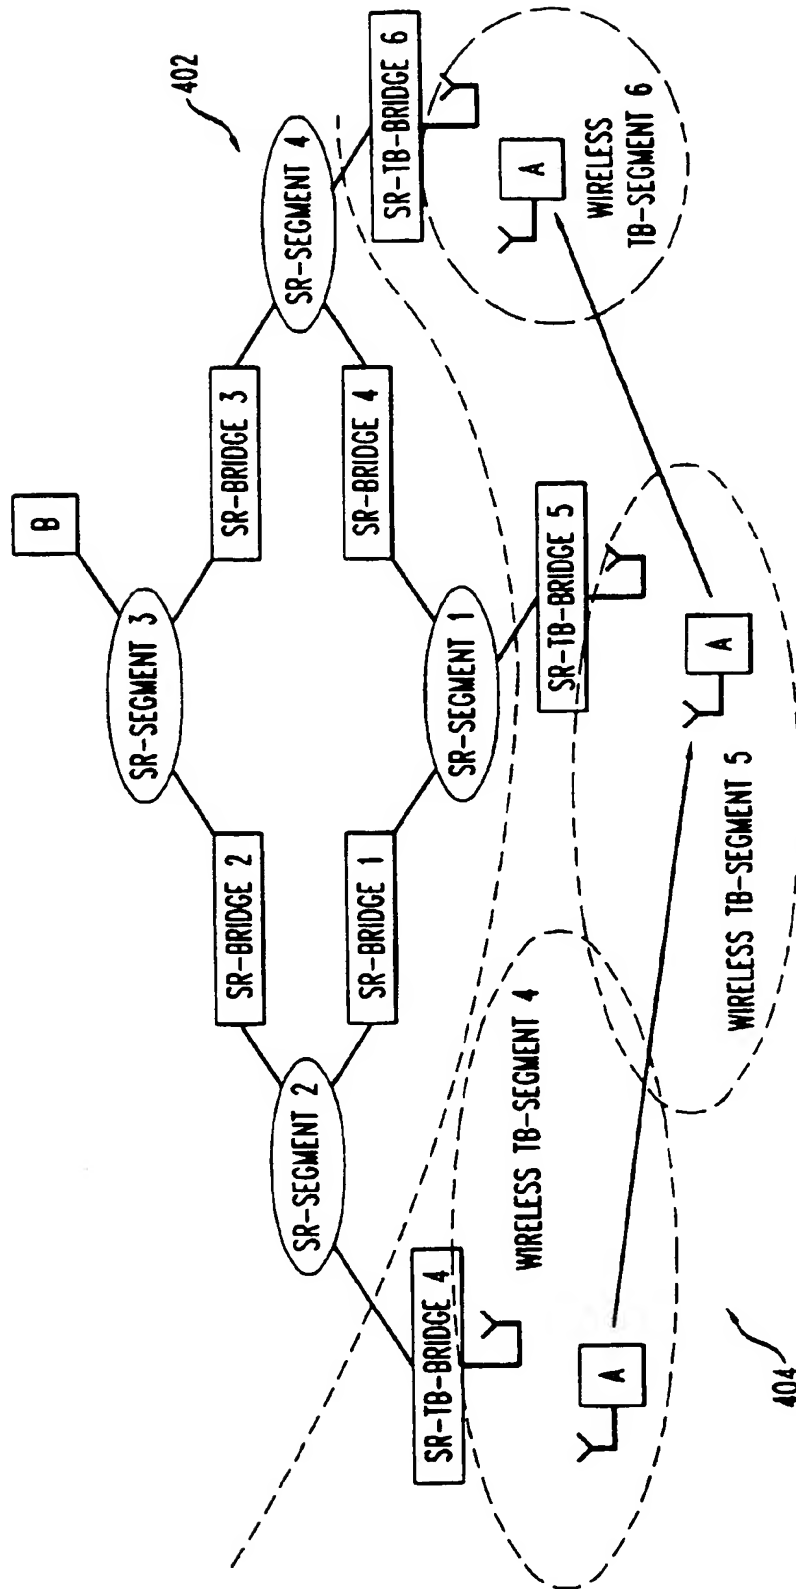 402
B
SR-SEGMENT 3
SR-BRIDGE 2
SR-BRIDGE 3
SR-SEGMENT 2
SR-SEGMENT 4
SR-BRIDGE 1
SR-BRIDGE 4
SR-SEGMENT 1
SR-TB-BRIDGE 4
SR-TB-BRIDGE 5
SR-TB-BRIDGE 6
WIRELESS TB-SEGMENT 4
A
A
A
WIRELESS
TB-SEGMENT 6
WIRELESS TB-SEGMENT 5
404